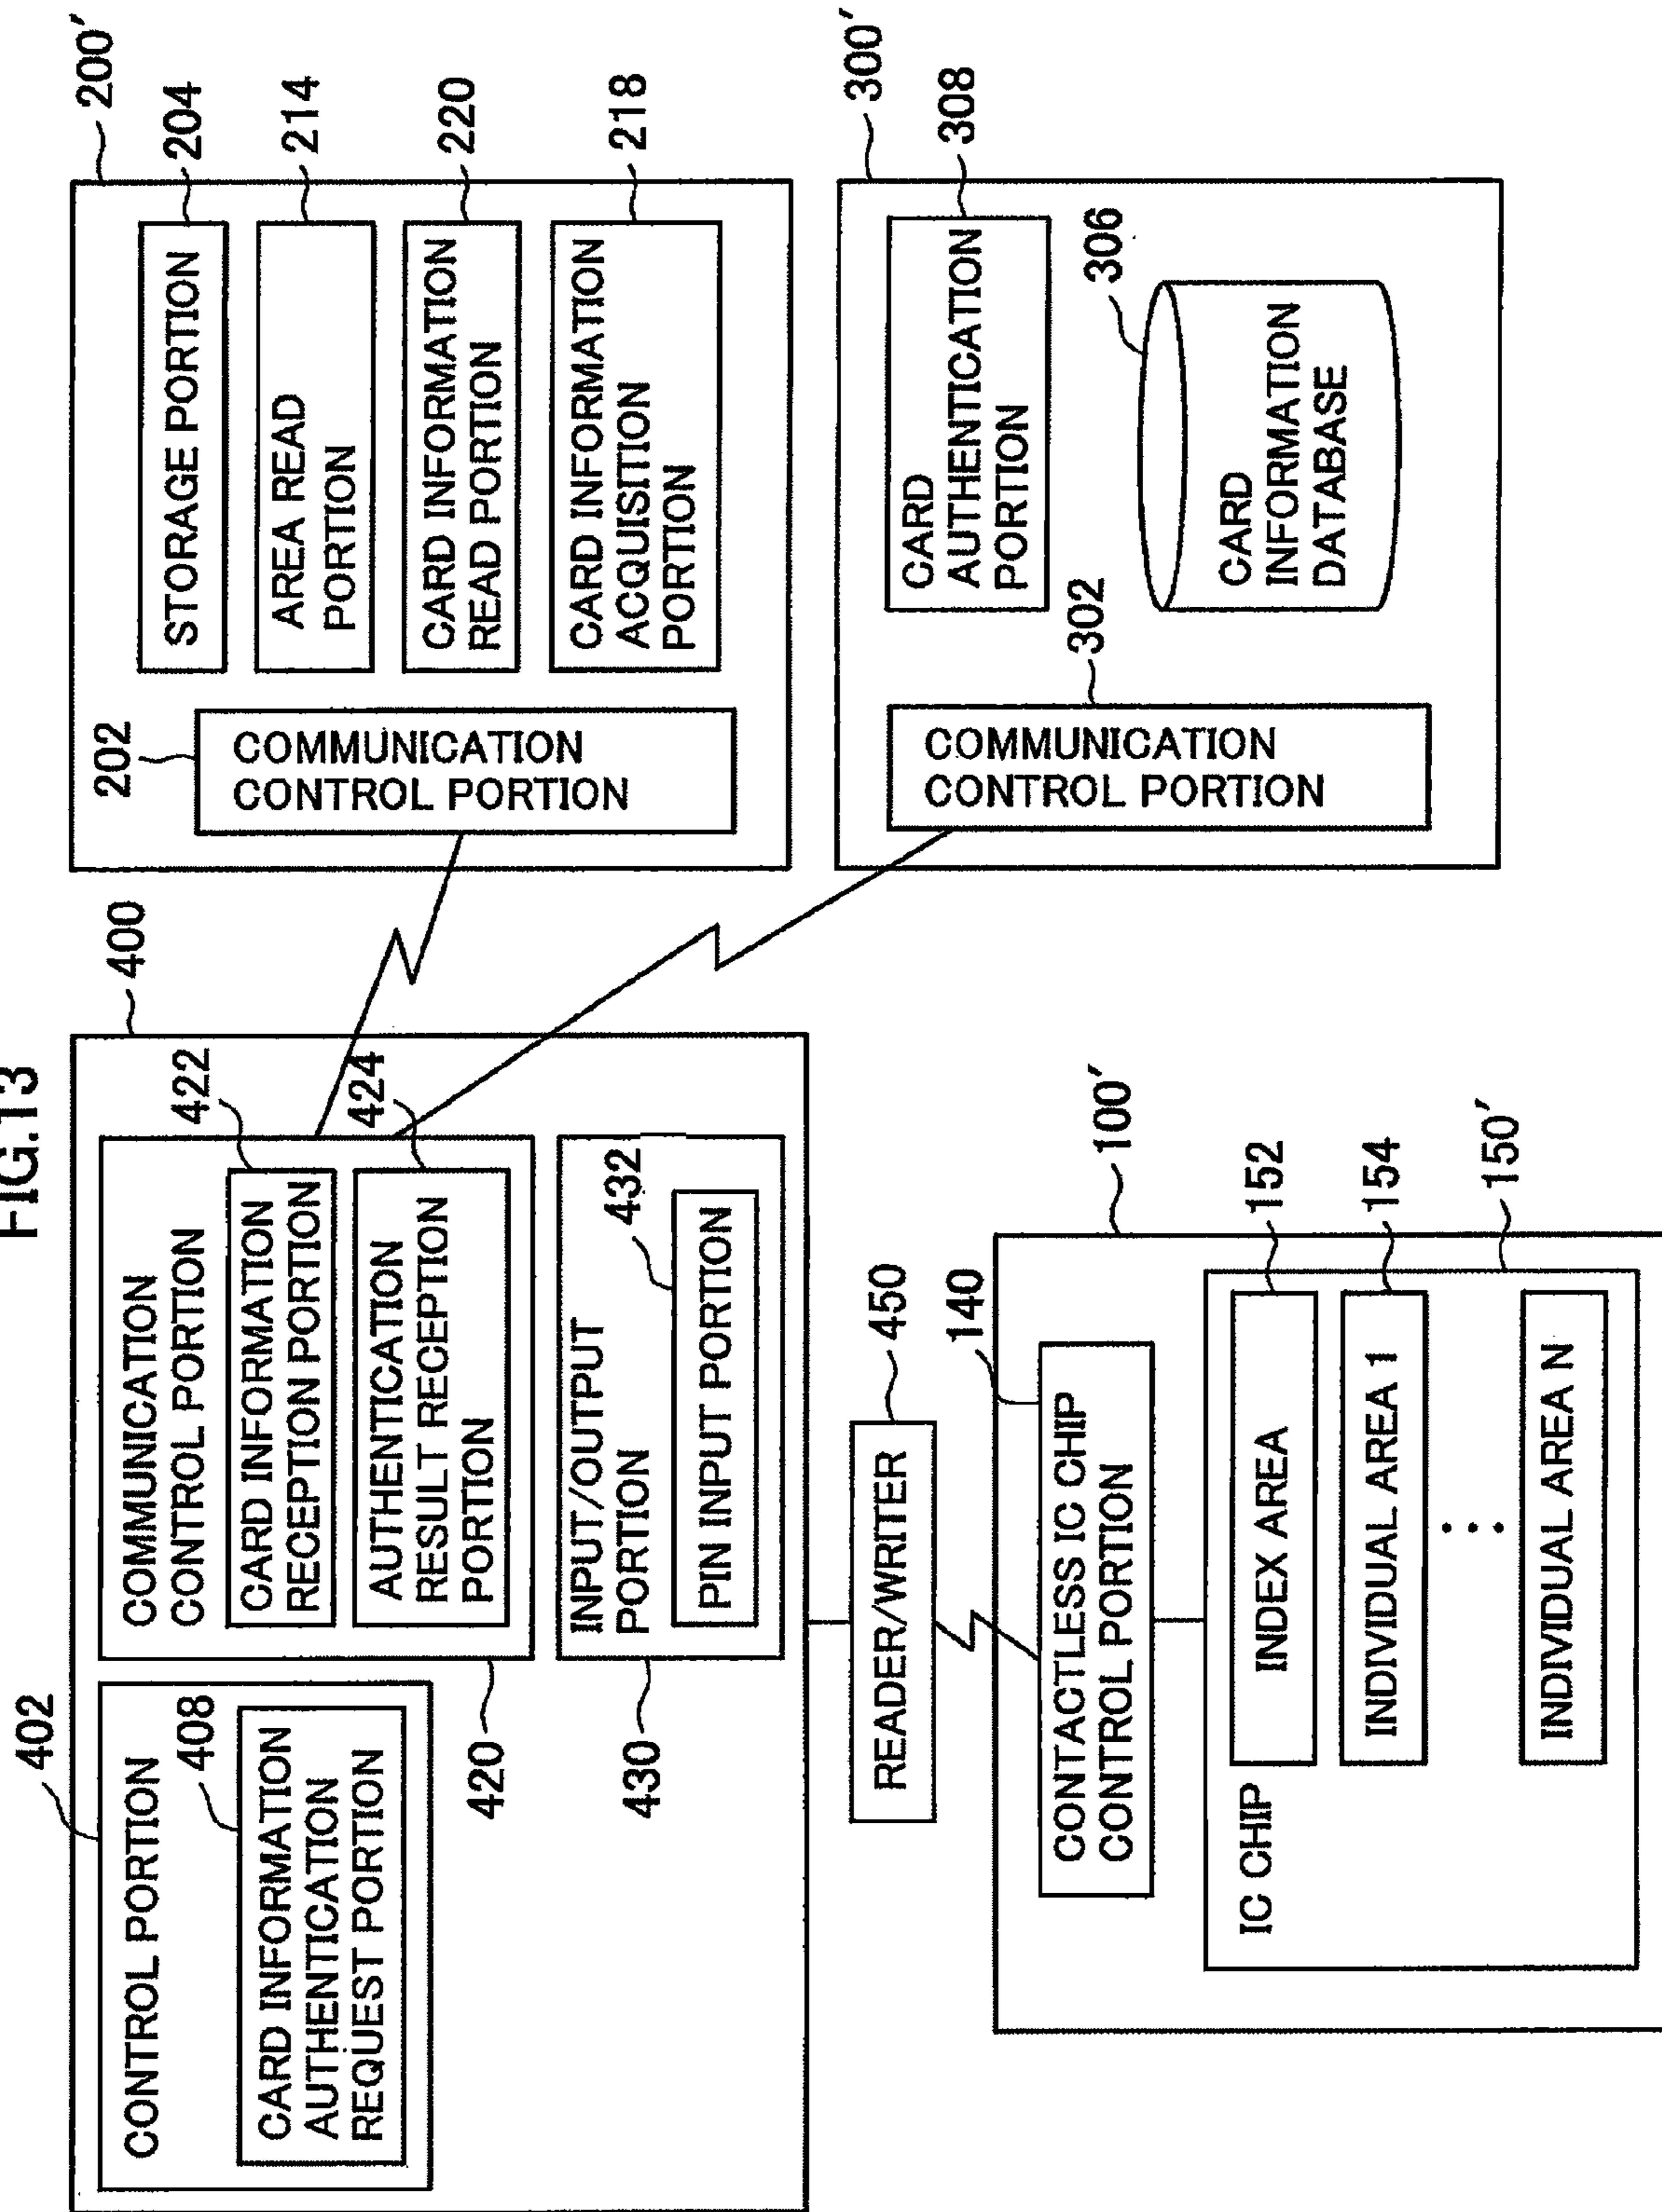 FIG.13
400
402
CONTROL PORTION
408
CARD INFORMATION
AUTHENTICATION
REQUEST PORTION
COMMUNICATION
CONTROL PORTION
422
CARD INFORMATION
RECEPTION PORTION
424
AUTHENTICATION
RESULT RECEPTION
PORTION
420
INPUT/OUTPUT
PORTION
432
PIN INPUT PORTION
430
READER/WRITER
450
100′
140
CONTACTLESS IC CHIP
CONTROL PORTION
IC CHIP
INDEX AREA
152
INDIVIDUAL AREA 1
154
INDIVIDUAL AREA N
150′
200′
202
COMMUNICATION
CONTROL PORTION
STORAGE PORTION
204
AREA READ
PORTION
214
CARD INFORMATION
READ PORTION
220
CARD INFORMATION
ACQUISITION
PORTION
218
300′
302
COMMUNICATION
CONTROL PORTION
CARD
AUTHENTICATION
PORTION
308
306
CARD
INFORMATION
DATABASE